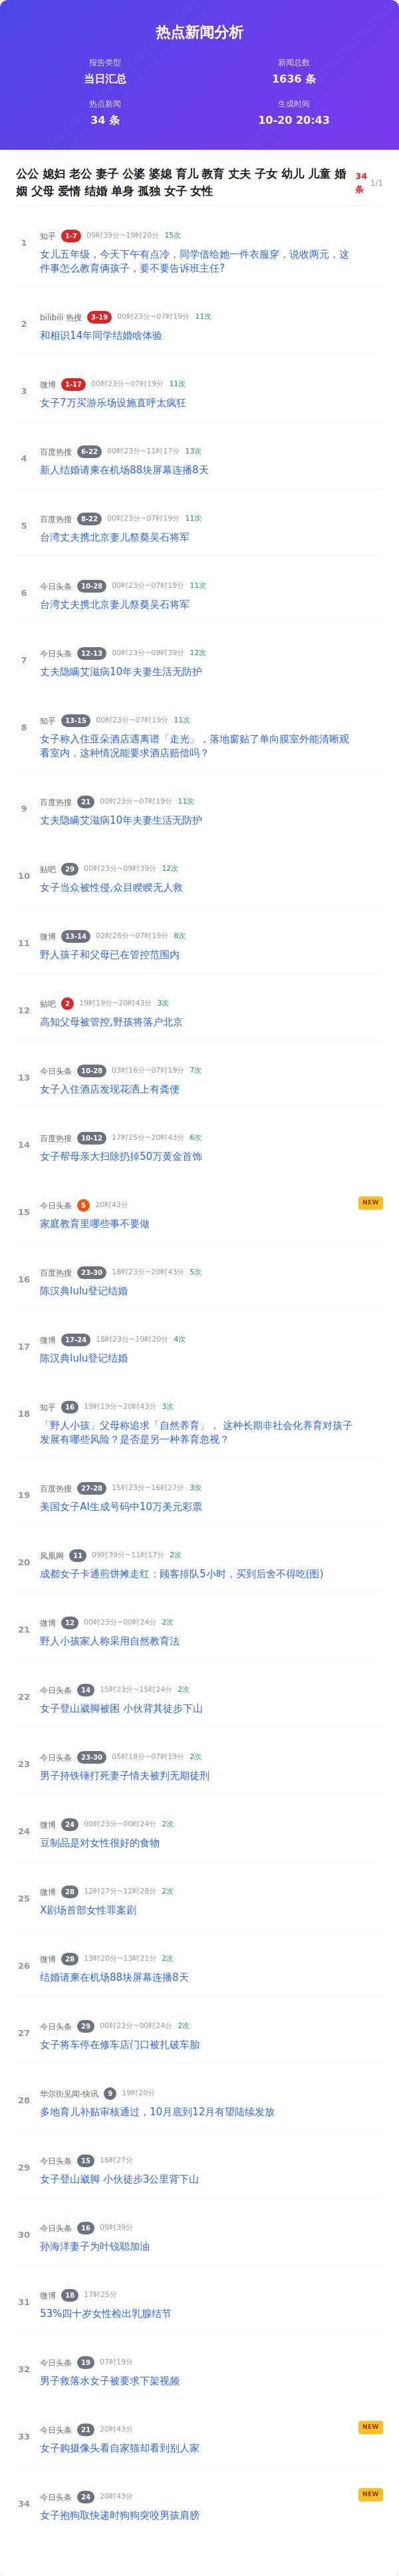 热点新闻分析
报告类型
新闻总数
当日汇总
1636 条
热点新闻
生成时间
34 条
10-20 20:43
公公 媳妇 老公 妻子 公婆 婆媳 育儿 教育 丈夫 子女 幼儿 儿童 婚
姻 父母 爱情 结婚 单身 孤独 女子 女性
34
条
1/1
1
知乎 1-7 09时39分~19时20分 15次
女儿五年级，今天下午有点冷，同学借给她一件衣服穿，说收两元，这
件事怎么教育俩孩子，要不要告诉班主任?
2
bilibili 热搜 3-19 00时23分~07时19分 11次
和相识14年同学结婚啥体验
3
微博 1-17 00时23分~07时19分 11次
女子7万买游乐场设施直呼太疯狂
4
百度热搜 6-22 00时23分~11时17分 13次
新人结婚请柬在机场88块屏幕连播8天
5
百度热搜 8-22 00时23分~07时19分 11次
台湾丈夫携北京妻儿祭奠吴石将军
6
今日头条 10-28 00时23分~07时19分 11次
台湾丈夫携北京妻儿祭奠吴石将军
7
今日头条 12-13 00时23分~09时39分 12次
丈夫隐瞒艾滋病10年夫妻生活无防护
8
知乎 13-15 00时23分~07时19分 11次
女子称入住亚朵酒店遇离谱「走光」，落地窗贴了单向膜室外能清晰观
看室内，这种情况能要求酒店赔偿吗？
9
百度热搜 21 00时23分~07时19分 11次
丈夫隐瞒艾滋病10年夫妻生活无防护
10
贴吧 29 00时23分~09时39分 12次
女子当众被性侵,众目睽睽无人救
11
微博 13-14 02时26分~07时19分 8次
野人孩子和父母已在管控范围内
12
贴吧 2 19时19分~20时43分 3次
高知父母被管控,野孩将落户北京
13
今日头条 10-28 03时16分~07时19分 7次
女子入住酒店发现花洒上有粪便
14
百度热搜 10-12 17时25分~20时43分 6次
女子帮母亲大扫除扔掉50万黄金首饰
15
今日头条 5 20时43分
NEW
家庭教育里哪些事不要做
16
百度热搜 23-30 18时23分~20时43分 5次
陈汉典lulu登记结婚
17
微博 17-24 18时23分~19时20分 4次
陈汉典lulu登记结婚
18
知乎 16 19时19分~20时43分 3次
「野人小孩」父母称追求「自然养育」， 这种长期非社会化养育对孩子
发展有哪些风险？是否是另一种养育忽视？
19
百度热搜 27-28 15时23分~16时27分 3次
美国女子AI生成号码中10万美元彩票
20
凤凰网 11 09时39分~11时17分 2次
成都女子卡通煎饼摊走红：顾客排队5小时，买到后舍不得吃(图)
21
微博 12 00时23分~00时24分 2次
野人小孩家人称采用自然教育法
22
今日头条 14 15时23分~15时24分 2次
女子登山崴脚被困 小伙背其徒步下山
23
今日头条 23-30 05时18分~07时19分 2次
男子持铁锤打死妻子情夫被判无期徒刑
24
微博 24 00时23分~00时24分 2次
豆制品是对女性很好的食物
25
微博 28 12时27分~12时28分 2次
X剧场首部女性罪案剧
26
微博 28 13时20分~13时21分 2次
结婚请柬在机场88块屏幕连播8天
27
今日头条 29 00时23分~00时24分 2次
女子将车停在修车店门口被扎破车胎
28
华尔街见闻-快讯 9 19时20分
多地育儿补贴审核通过，10月底到12月有望陆续发放
29
今日头条 15 16时27分
女子登山崴脚 小伙徒步3公里背下山
30
今日头条 16 09时39分
孙海洋妻子为叶锐聪加油
31
微博 18 17时25分
53%四十岁女性检出乳腺结节
32
今日头条 19 07时19分
男子救落水女子被要求下架视频
33
今日头条 21 20时43分
NEW
女子购摄像头看自家猫却看到别人家
34
今日头条 24 20时43分
NEW
女子抱狗取快递时狗狗突咬男孩肩膀